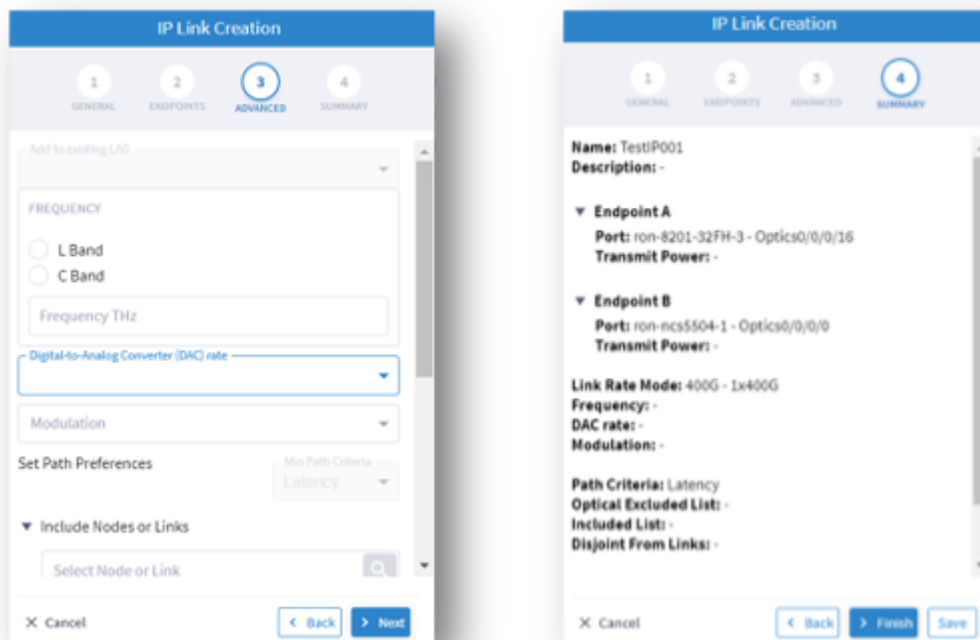 IP Link Creation
1 2 3 4
GENERAL ENDPOINTS ADVANCED SUMMARY
Add to existing LAG
FREQUENCY
L Band
C Band
Frequency THz
Digital-to-Analog Converter (DAC) rate
Modulation
Set Path Preferences
Min Path Criteria
Latency
Include Nodes or Links
Select Node or Link
Cancel
Back
Next
IP Link Creation
1 2 3 4
GENERAL ENDPOINTS ADVANCED SUMMARY
Name: TestIP001
Description: -
Endpoint A
Port: ron-8201-32FH-3 - Optics0/0/0/16
Transmit Power: -
Endpoint B
Port: ron-ncs5504-1 - Optics0/0/0/0
Transmit Power: -
Link Rate Mode: 400G - 1x400G
Frequency: -
DAC rate: -
Modulation: -
Path Criteria: Latency
Optical Excluded List: -
Included List: -
Disjoint From Links: -
Cancel
Back
Finish
Save